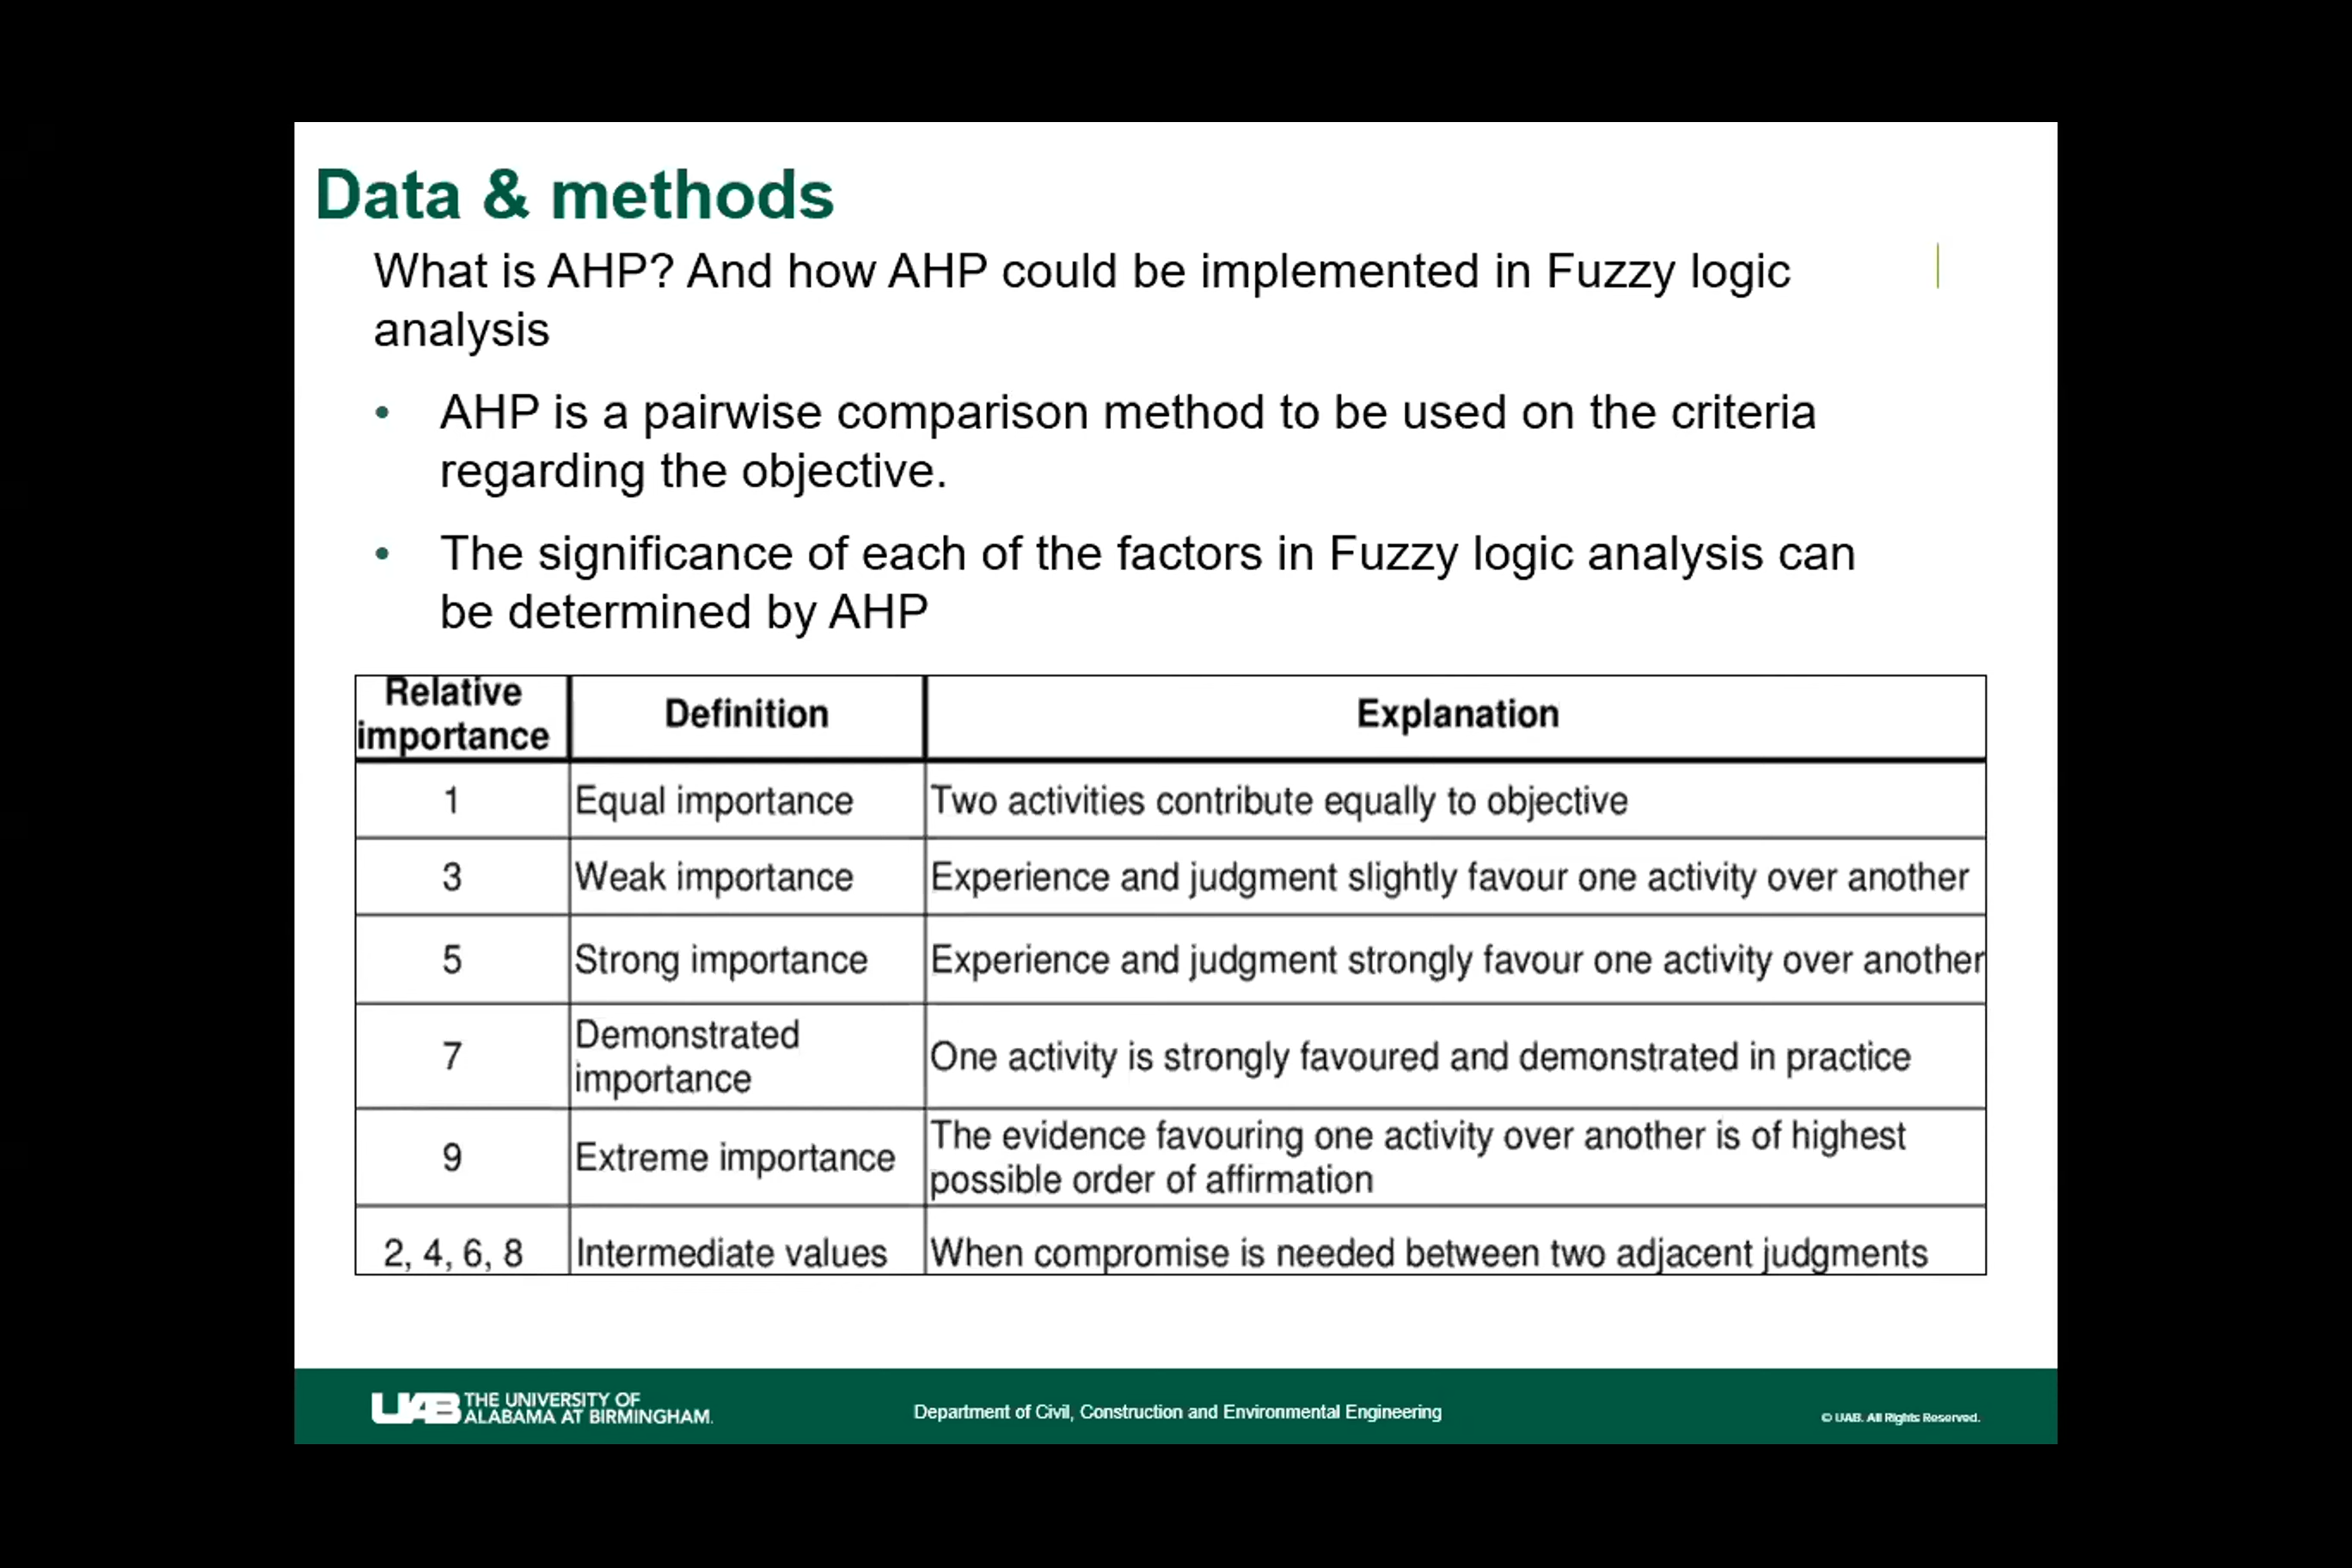 Data & methods
What is AHP? And how AHP could be implemented in Fuzzy logic
analysis
• AHP is a pairwise comparison method to be used on the criteria
regarding the objective.
• The significance of each of the factors in Fuzzy logic analysis can
be determined by AHP
Relative
importance
Definition
Explanation
1
Equal importance
Two activities contribute equally to objective
3
Weak importance
Experience and judgment slightly favour one activity over another
5
Strong importance
Experience and judgment strongly favour one activity over another
7
Demonstrated
importance
One activity is strongly favoured and demonstrated in practice
9
Extreme importance
The evidence favouring one activity over another is of highest
possible order of affirmation
2, 4, 6, 8
Intermediate values
When compromise is needed between two adjacent judgments
UAB THE UNIVERSITY OF
ALABAMA AT BIRMINGHAM.
Department of Civil, Construction and Environmental Engineering
© UAB. All Rights Reserved.